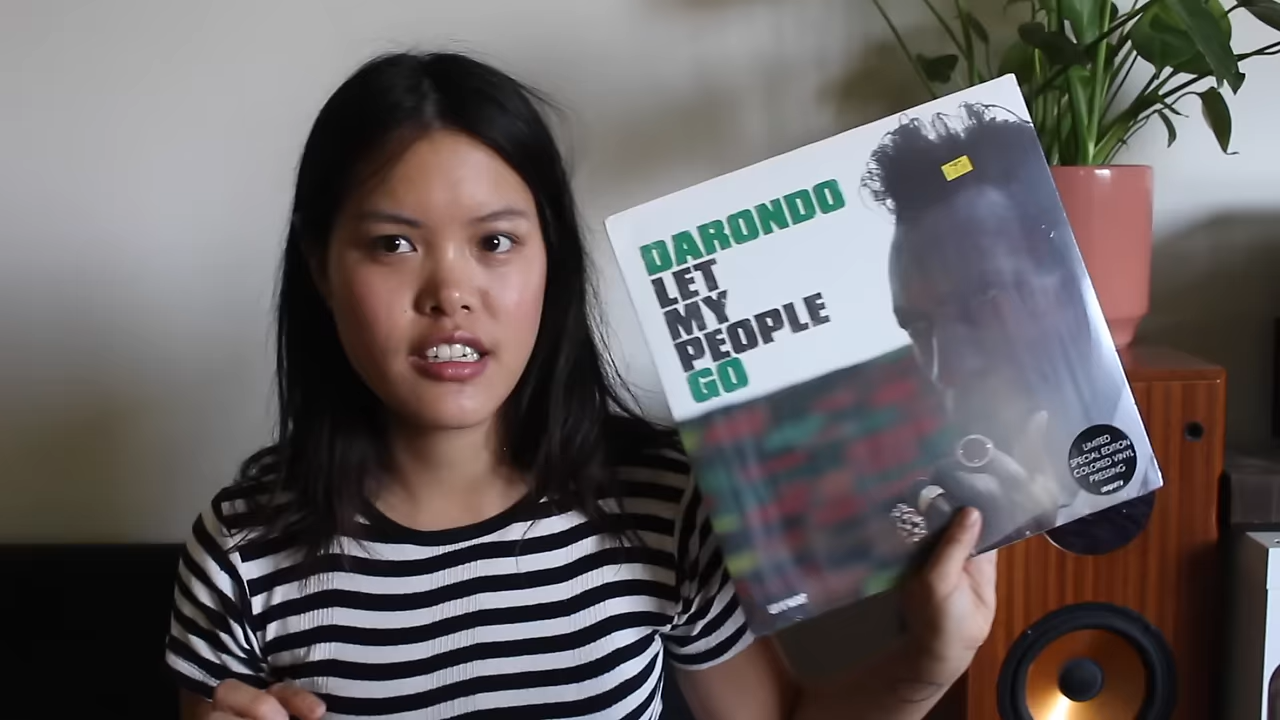 DARONDO
LET
MY
PEOPLE
GO
LIMITED
SPECIAL EDITION
COLORED VINYL
PRESSING